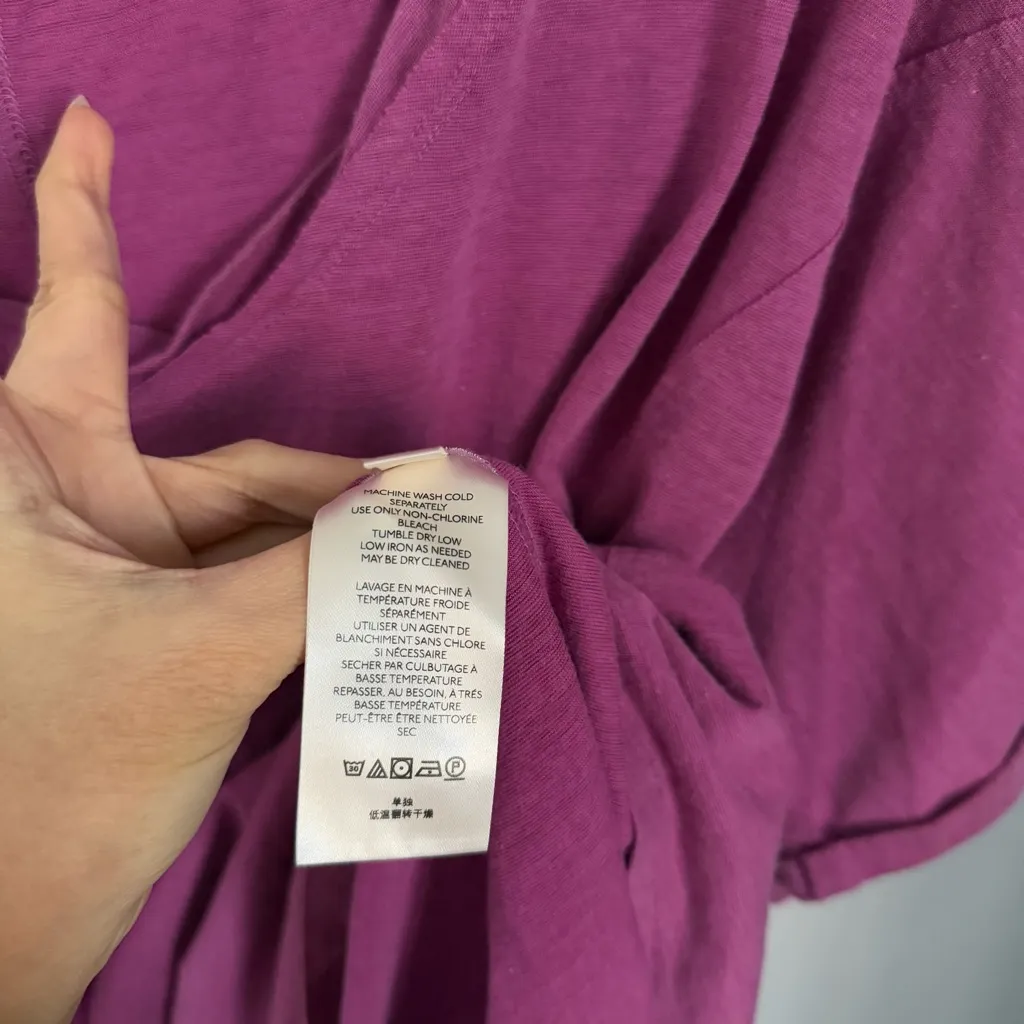 MACHINE WASH COLD
SEPARATELY
USE ONLY NON-CHLORINE
BLEACH
TUMBLE DRY LOW
LOW IRON AS NEEDED
MAY BE DRY CLEANED
LAVAGE EN MACHINE À
TEMPÉRATURE FROIDE
SÉPARÉMENT
UTILISER UN AGENT DE
BLANCHIMENT SANS CHLORE
SI NÉCESSAIRE
SECHER PAR CULBUTAGE À
BASSE TEMPERATURE
REPASSER, AU BESOIN, À TRÉS
BASSE TEMPÉRATURE
PEUT-ÊTRE ÊTRE NETTOYÉE
SEC
30 P
单独
低温翻转干燥